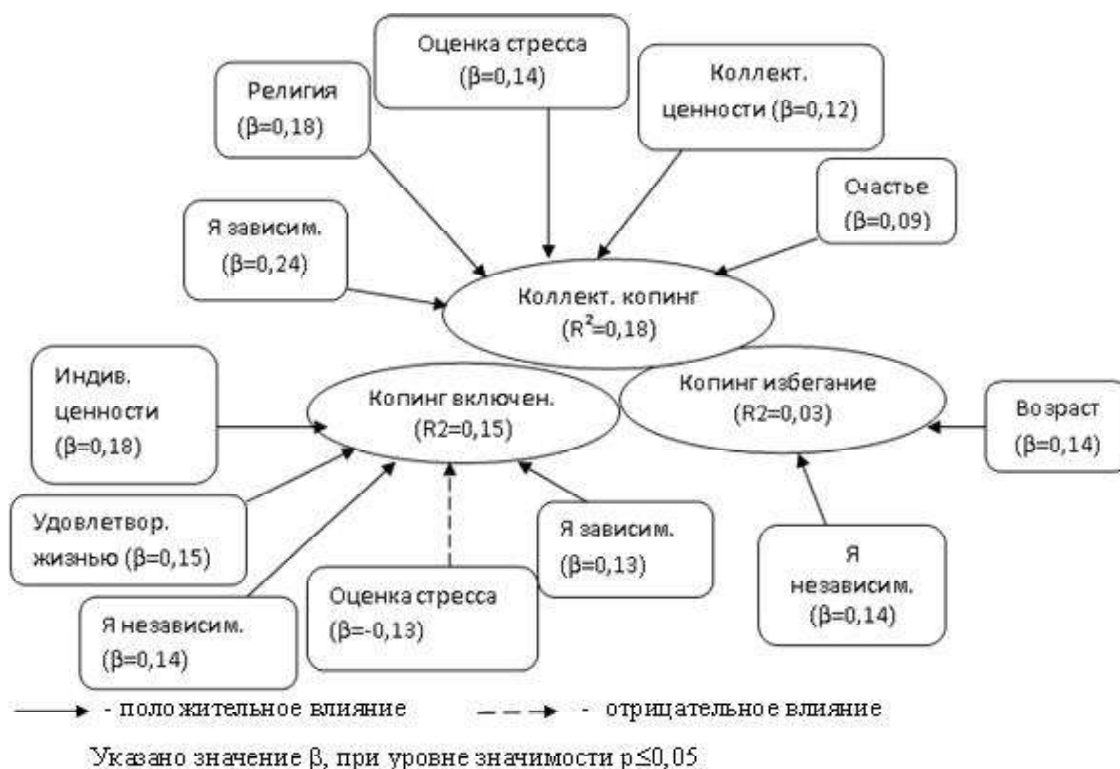 Оценка стресса
(β=0,14)
Коллект.
ценности (β=0,12)
Религия
(β=0,18)
Счастье
(β=0,09)
Я зависим.
(β=0,24)
Коллект. копинг
(R²=0,18)
Индив.
ценности
(β=0,18)
Копинг включен.
(R2=0,15)
Копинг избегание
(R2=0,03)
Возраст
(β=0,14)
Удовлетвор.
жизнью (β=0,15)
Я независим.
(β=0,14)
Оценка стресса
(β=-0,13)
Я зависим.
(β=0,13)
Я
независим.
(β=0,14)
- положительное влияние - отрицательное влияние
Указано значение β, при уровне значимости p≤0,05